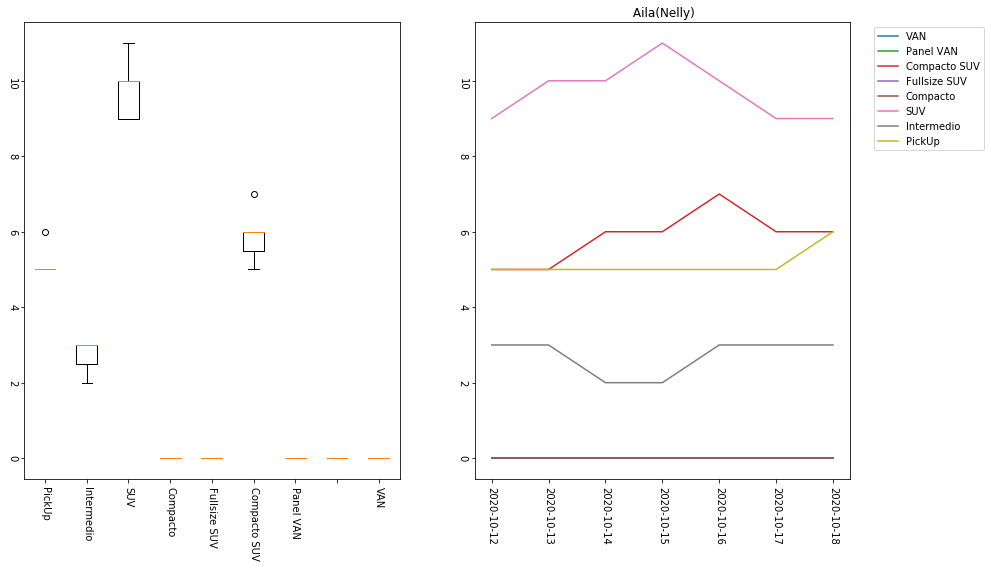 10
8
6
4
2
0
PickUp
Intermedio
SUV
Compacto
Fullsize SUV
Compacto SUV
Panel VAN
VAN
Aila(Nelly)
10
8
6
4
2
0
2020-10-12
2020-10-13
2020-10-14
2020-10-15
2020-10-16
2020-10-17
2020-10-18
VAN
Panel VAN
Compacto SUV
Fullsize SUV
Compacto
SUV
Intermedio
PickUp